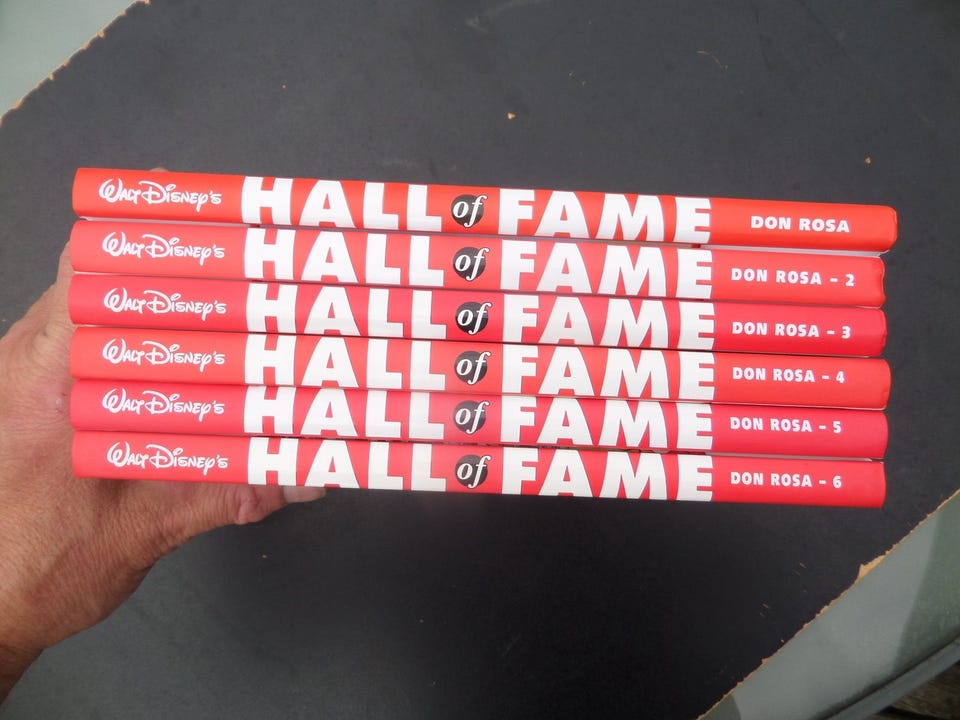 Walt Disney's HALL of FAME DON ROSA
Walt Disney's HALL of FAME DON ROSA - 2
Walt Disney's HALL of FAME DON ROSA - 3
Walt Disney's HALL of FAME DON ROSA - 4
Walt Disney's HALL of FAME DON ROSA - 5
Walt Disney's HALL of FAME DON ROSA - 6